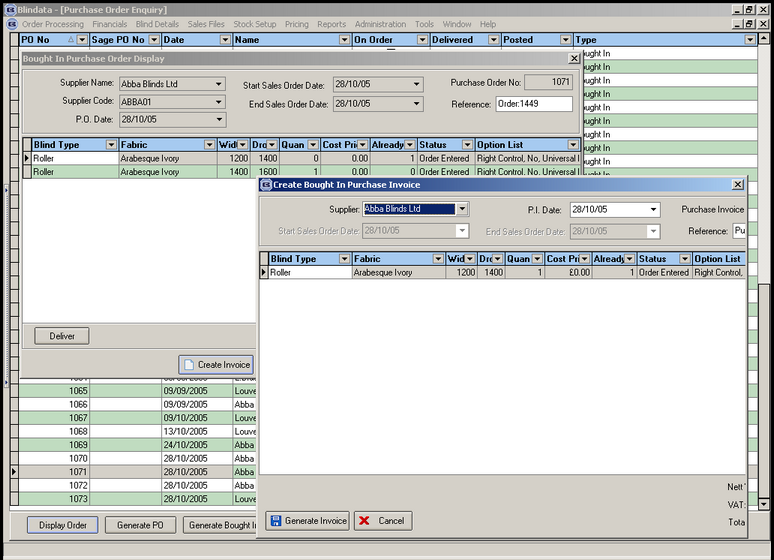 Blindata - [Purchase Order Enquiry]
Order Processing Financials Blind Details Sales Files Stock Setup Pricing Reports Administration Tools Window Help
PO No Sage PO No Date Name On Order Delivered Posted Type
Bought In Purchase Order Display
Supplier Name: Abba Blinds Ltd Start Sales Order Date: 28/10/05 Purchase Order No: 1071
Supplier Code: ABBA01 End Sales Order Date: 28/10/05 Reference: Order:1449
P.O. Date: 28/10/05
Blind Type Fabric Wid Dro Quan Cost Pri Already Status Option List
Roller Arabesque Ivory 1200 1400 0 0.00 1 Order Entered Right Control, No, Universal I
Roller Arabesque Ivory 1400 1600 1 0.00 0 Order Entered Right Control, No, Universal I
Deliver
Create Invoice
ought In
ought In
ought In
ought In
ought In
ought In
ought In
ought In
ought In
ought In
Create Bought In Purchase Invoice
Supplier: Abba Blinds Ltd P.I. Date: 28/10/05 Purchase Invoice
Start Sales Order Date: 28/10/05 End Sales Order Date: 28/10/05 Reference: Pu
Blind Type Fabric Wid Dro Quan Cost Pri Already Status Option List
Roller Arabesque Ivory 1200 1400 1 £0.00 1 Order Entered Right Control,
Nett
VAT:
Tota
Generate Invoice Cancel
1065 09/09/2005 Louve
1066 09/09/2005 Abba
1067 09/10/2005 Louve
1068 13/10/2005 Louve
1069 24/10/2005 Abba
1070 28/10/2005 Abba
1071 28/10/2005 Abba
1072 28/10/2005 Abba
1073 28/10/2005 Louve
Display Order Generate PO Generate Bought In